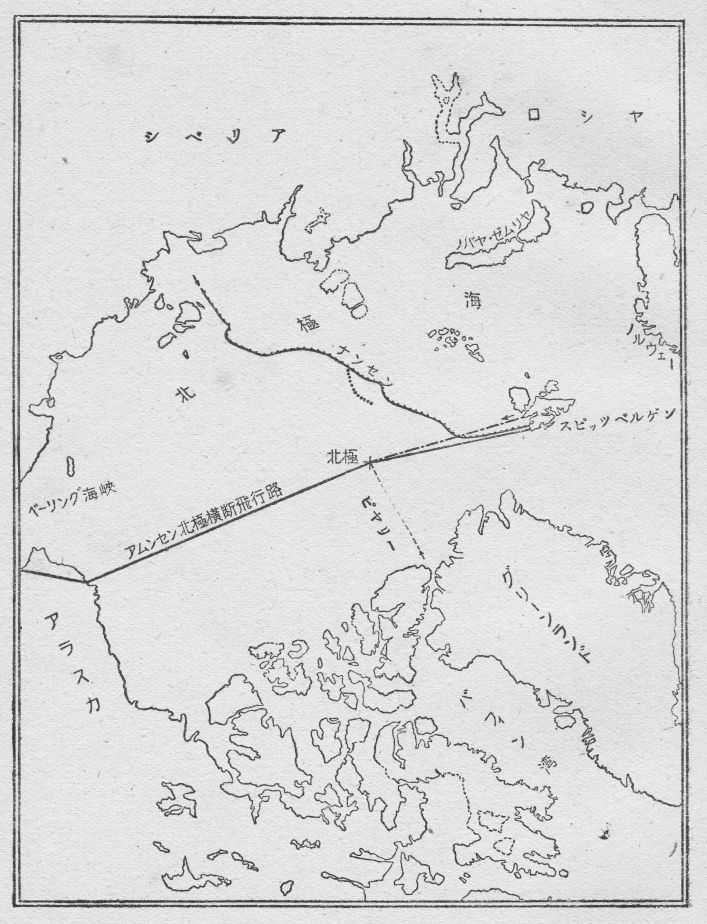 シベリア
ロシヤ
ノバヤ・ゼムリヤ
北極海
ナンセン
ノルウェー
スピッツベルゲン
北極
ベーリング海峡
アムンセン北極横断飛行路
ピヤリー
グリーンランド
アラスカ
バフィン